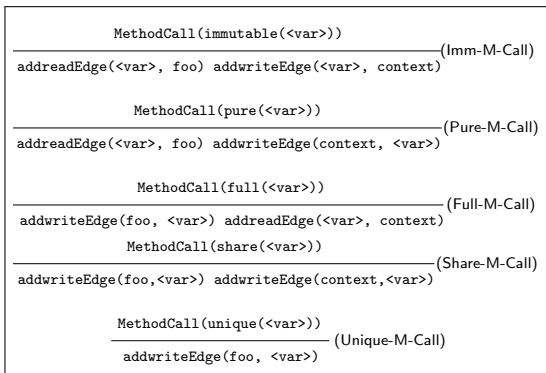 MethodCall(immutable(<var>))
(Imm-M-Call)
addreadEdge(<var>, foo) addwriteEdge(<var>, context)
MethodCall(pure(<var>))
(Pure-M-Call)
addreadEdge(<var>, foo) addwriteEdge(context, <var>)
MethodCall(full(<var>))
(Full-M-Call)
addwriteEdge(foo, <var>) addreadEdge(<var>, context)
MethodCall(share(<var>))
(Share-M-Call)
addwriteEdge(foo,<var>) addwriteEdge(context,<var>)
MethodCall(unique(<var>))
(Unique-M-Call)
addwriteEdge(foo, <var>)